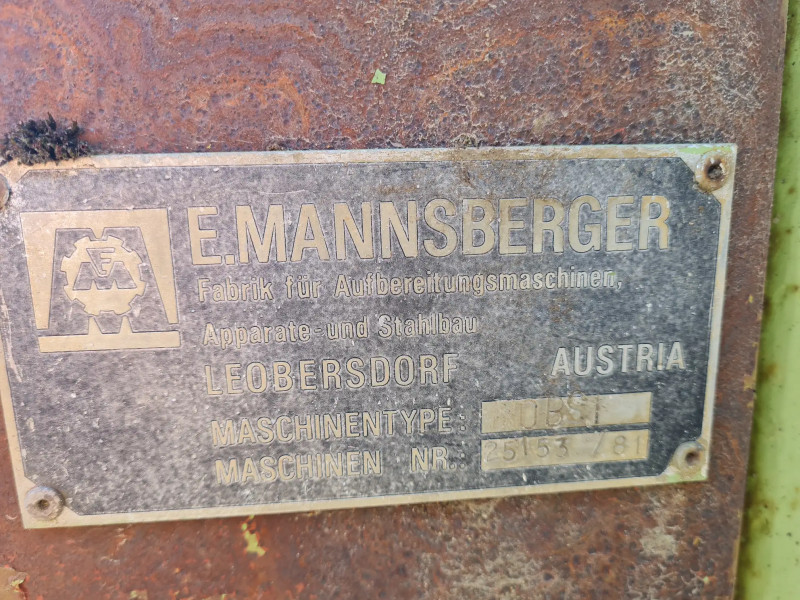 E.MANNSBERGER
Fabrik für Aufbereitungsmaschinen,
Apparate- und Stahlbau
LEOBERSDORF AUSTRIA
MASCHINENTYPE:
MASCHINEN NR.: 25153 /81